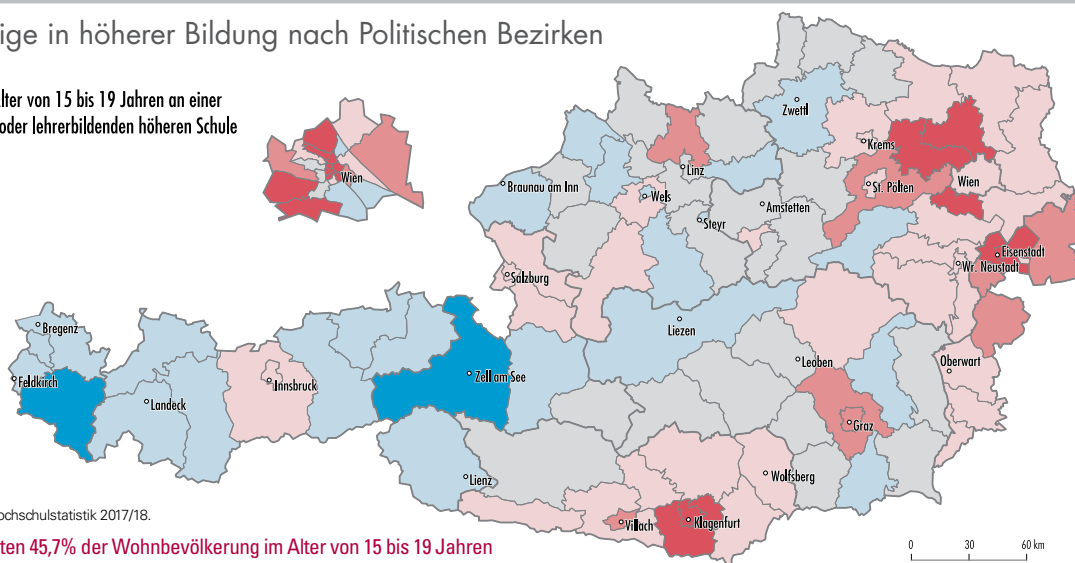 ige in höherer Bildung nach Politischen Bezirken
lter von 15 bis 19 Jahren an einer
oder lehrerbildenden höheren Schule
Wien
Zwettl
Krems
Linz
St. Pölten
Wien
Braunau am Inn
Wels
Amstetten
Steyr
Eisenstadt
Wr. Neustadt
Salzburg
Bregenz
Liezen
Leoben
Oberwart
Feldkirch
Zell am See
Innsbruck
Landeck
Graz
Lienz
Wolfsberg
Villach
Klagenfurt
ochschulstatistik 2017/18.
ten 45,7% der Wohnbevölkerung im Alter von 15 bis 19 Jahren
0 30 60 km